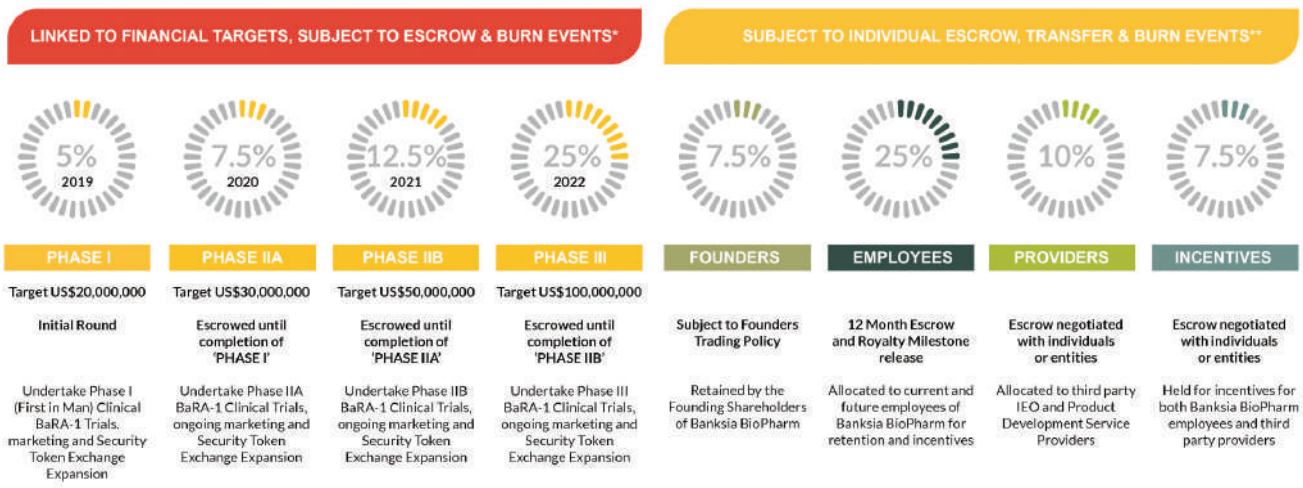 LINKED TO FINANCIAL TARGETS, SUBJECT TO ESCROW & BURN EVENTS*
5%
2019
PHASE I
Target US$20,000,000
Initial Round
Undertake Phase I
(First in Man) Clinical
BaRA-1 Trials.
marketing and Security
Token Exchange
Expansion
7.5%
2020
PHASE IIA
Target US$30,000,000
Escrowed until
completion of
'PHASE I'
Undertake Phase IIA
BaRA-1 Clinical Trials,
ongoing marketing and
Security Token
Exchange Expansion
12.5%
2021
PHASE IIB
Target US$50,000,000
Escrowed until
completion of
'PHASE IIA'
Undertake Phase IIB
BaRA-1 Clinical Trials,
ongoing marketing and
Security Token
Exchange Expansion
25%
2022
PHASE III
Target US$100,000,000
Escrowed until
completion of
'PHASE IIB'
Undertake Phase III
BaRA-1 Clinical Trials,
ongoing marketing and
Security Token
Exchange Expansion
SUBJECT TO INDIVIDUAL ESCROW, TRANSFER & BURN EVENTS**
7.5%
FOUNDERS
Subject to Founders
Trading Policy
Retained by the
Founding Shareholders
of Banksia BioPharm
25%
EMPLOYEES
12 Month Escrow
and Royalty Milestone
release
Allocated to current and
future employees of
Banksia BioPharm for
retention and incentives
10%
PROVIDERS
Escrow negotiated
with individuals
or entities
Allocated to third party
IEO and Product
Development Service
Providers
7.5%
INCENTIVES
Escrow negotiated
with individuals
or entities
Held for incentives for
both Banksia BioPharm
employees and third
party providers